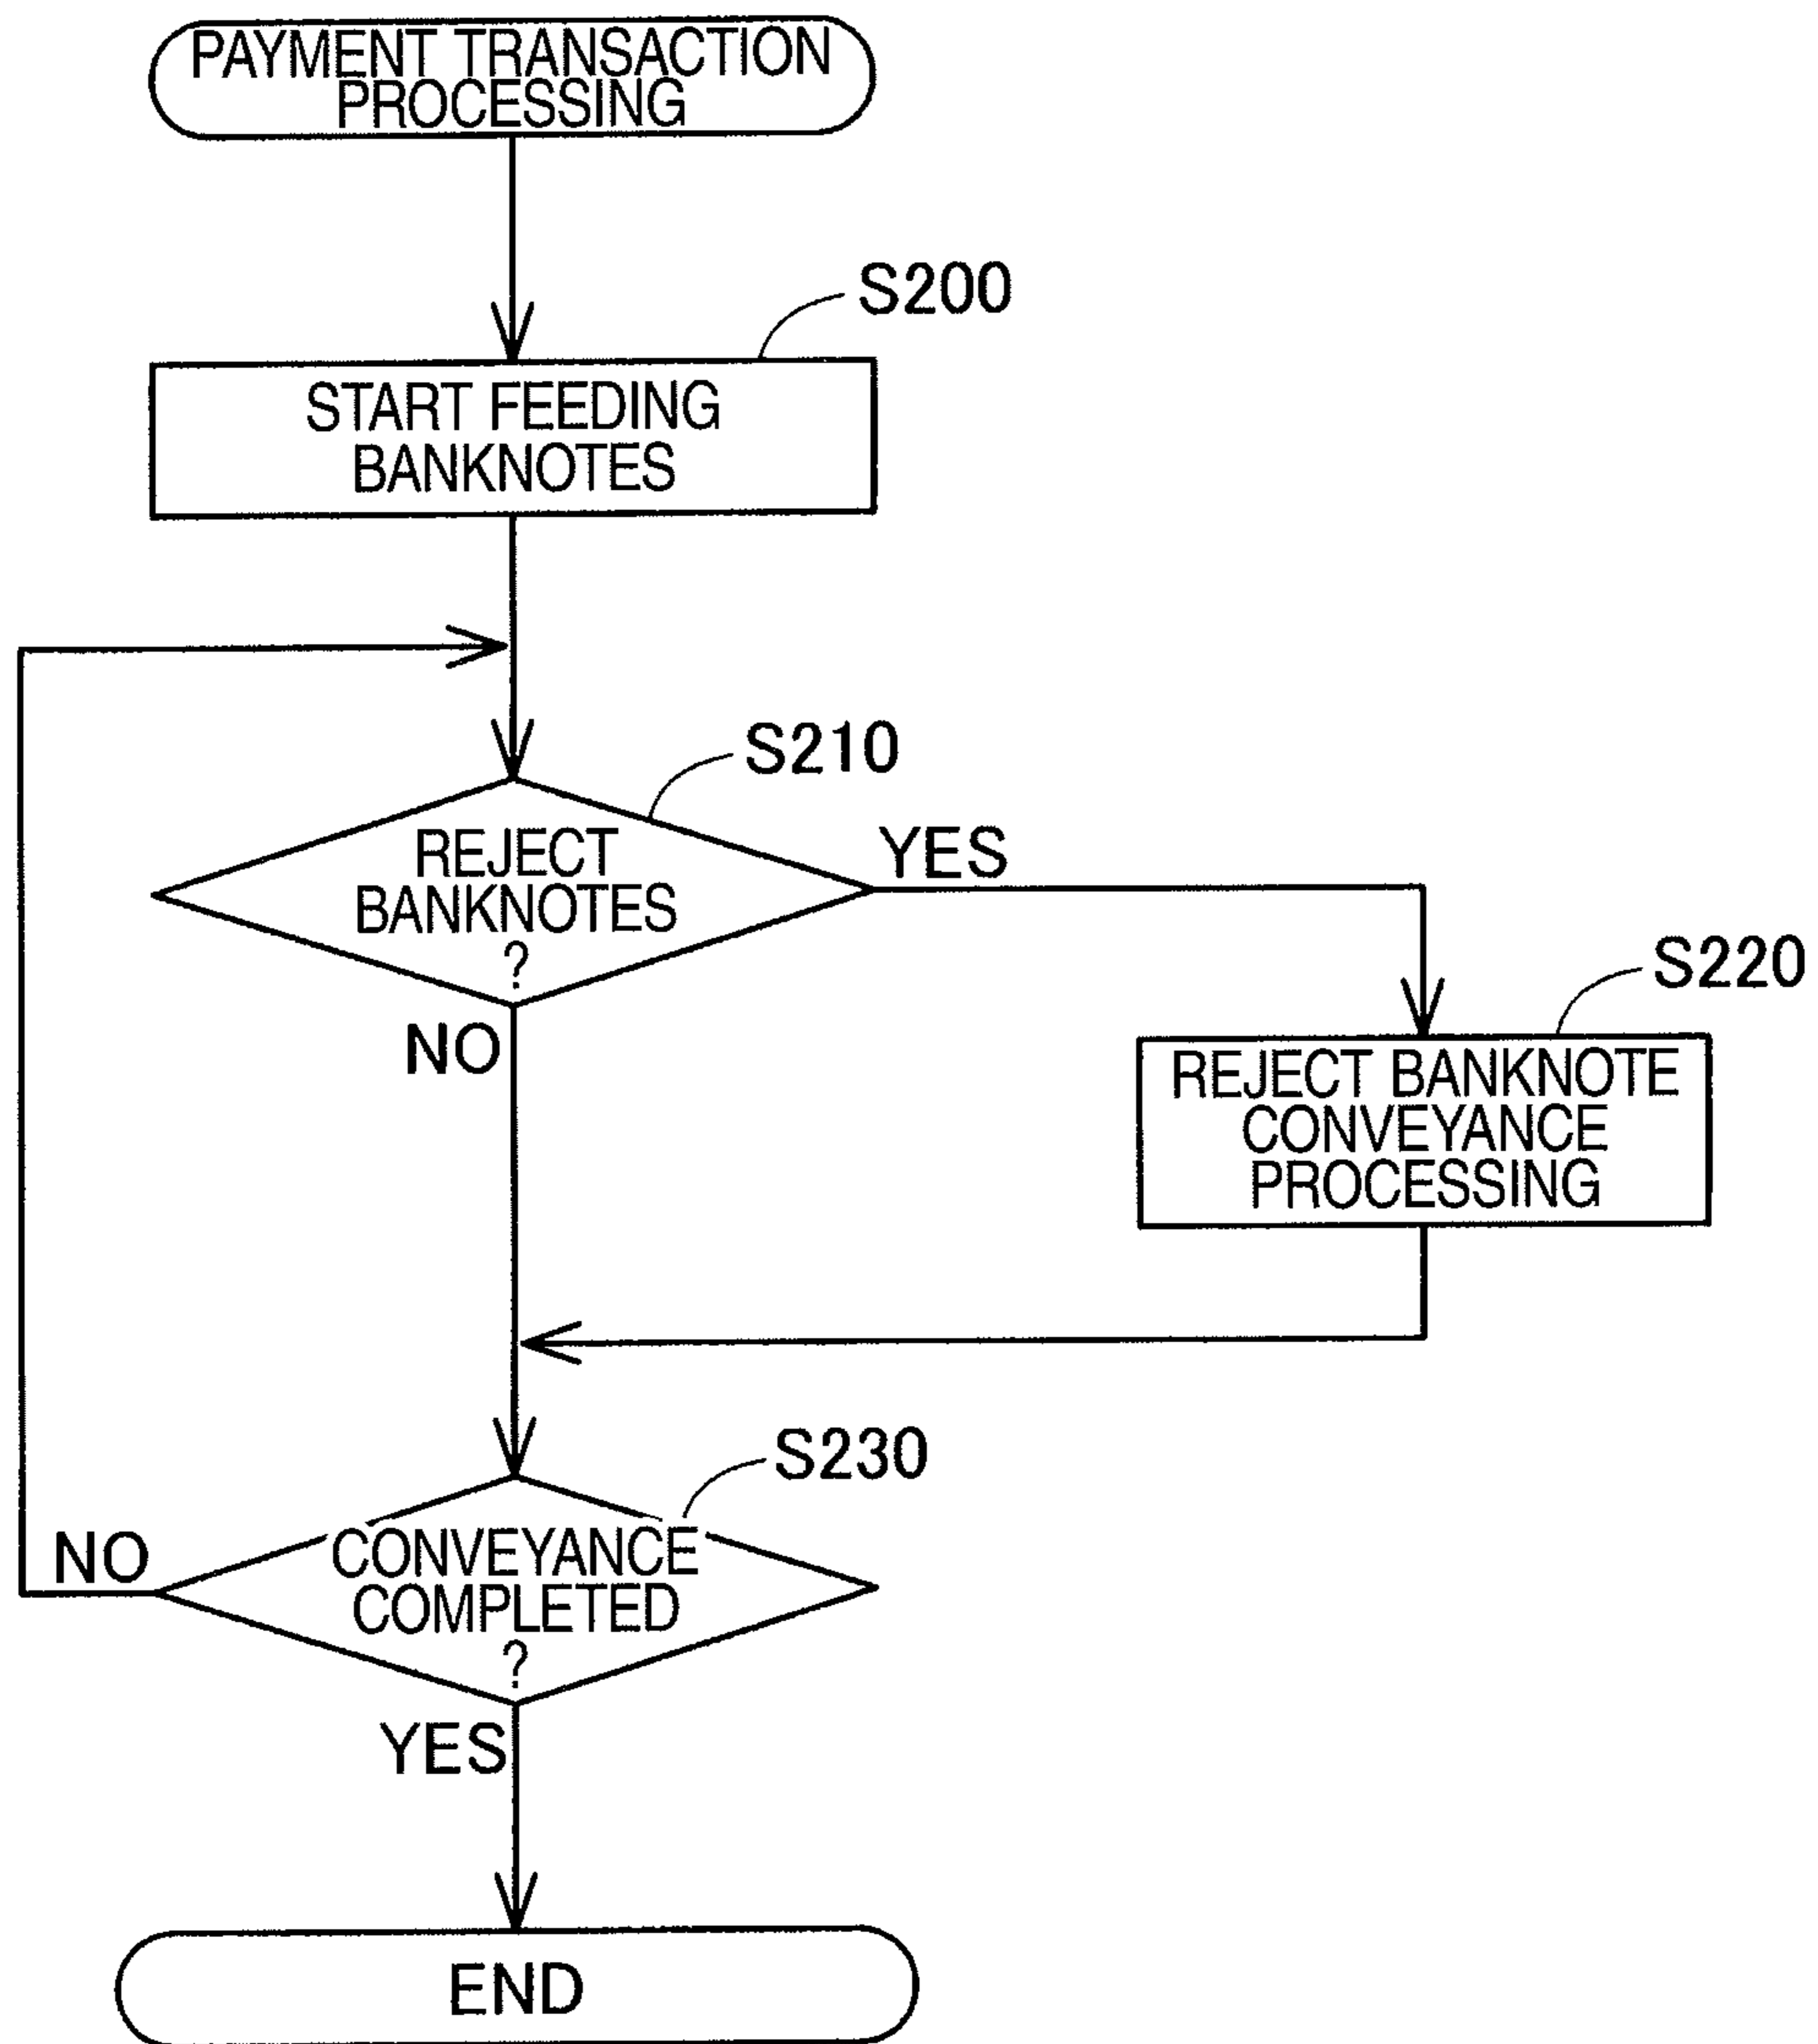 PAYMENT TRANSACTION
PROCESSING
S200
START FEEDING
BANKNOTES
S210
REJECT
BANKNOTES
?
YES
NO
S220
REJECT BANKNOTE
CONVEYANCE
PROCESSING
S230
CONVEYANCE
COMPLETED
?
NO
YES
END